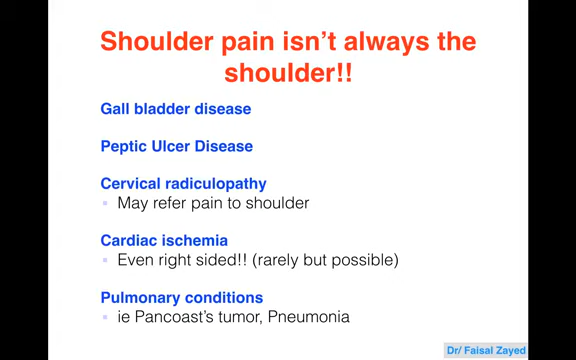 Shoulder pain isn't always the
shoulder!!
Gall bladder disease
Peptic Ulcer Disease
Cervical radiculopathy
May refer pain to shoulder
Cardiac ischemia
Even right sided!! (rarely but possible)
Pulmonary conditions
ie Pancoast's tumor, Pneumonia
Dr/ Faisal Zayed